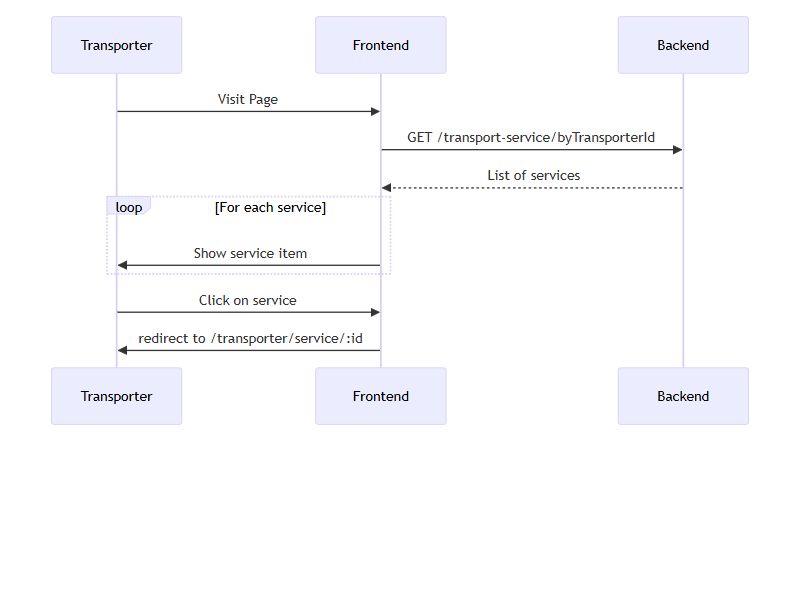 Transporter
Frontend
Backend
Visit Page
GET /transport-service/byTransporterId
List of services
loop
[For each service]
Show service item
Click on service
redirect to /transporter/service/:id
Transporter
Frontend
Backend